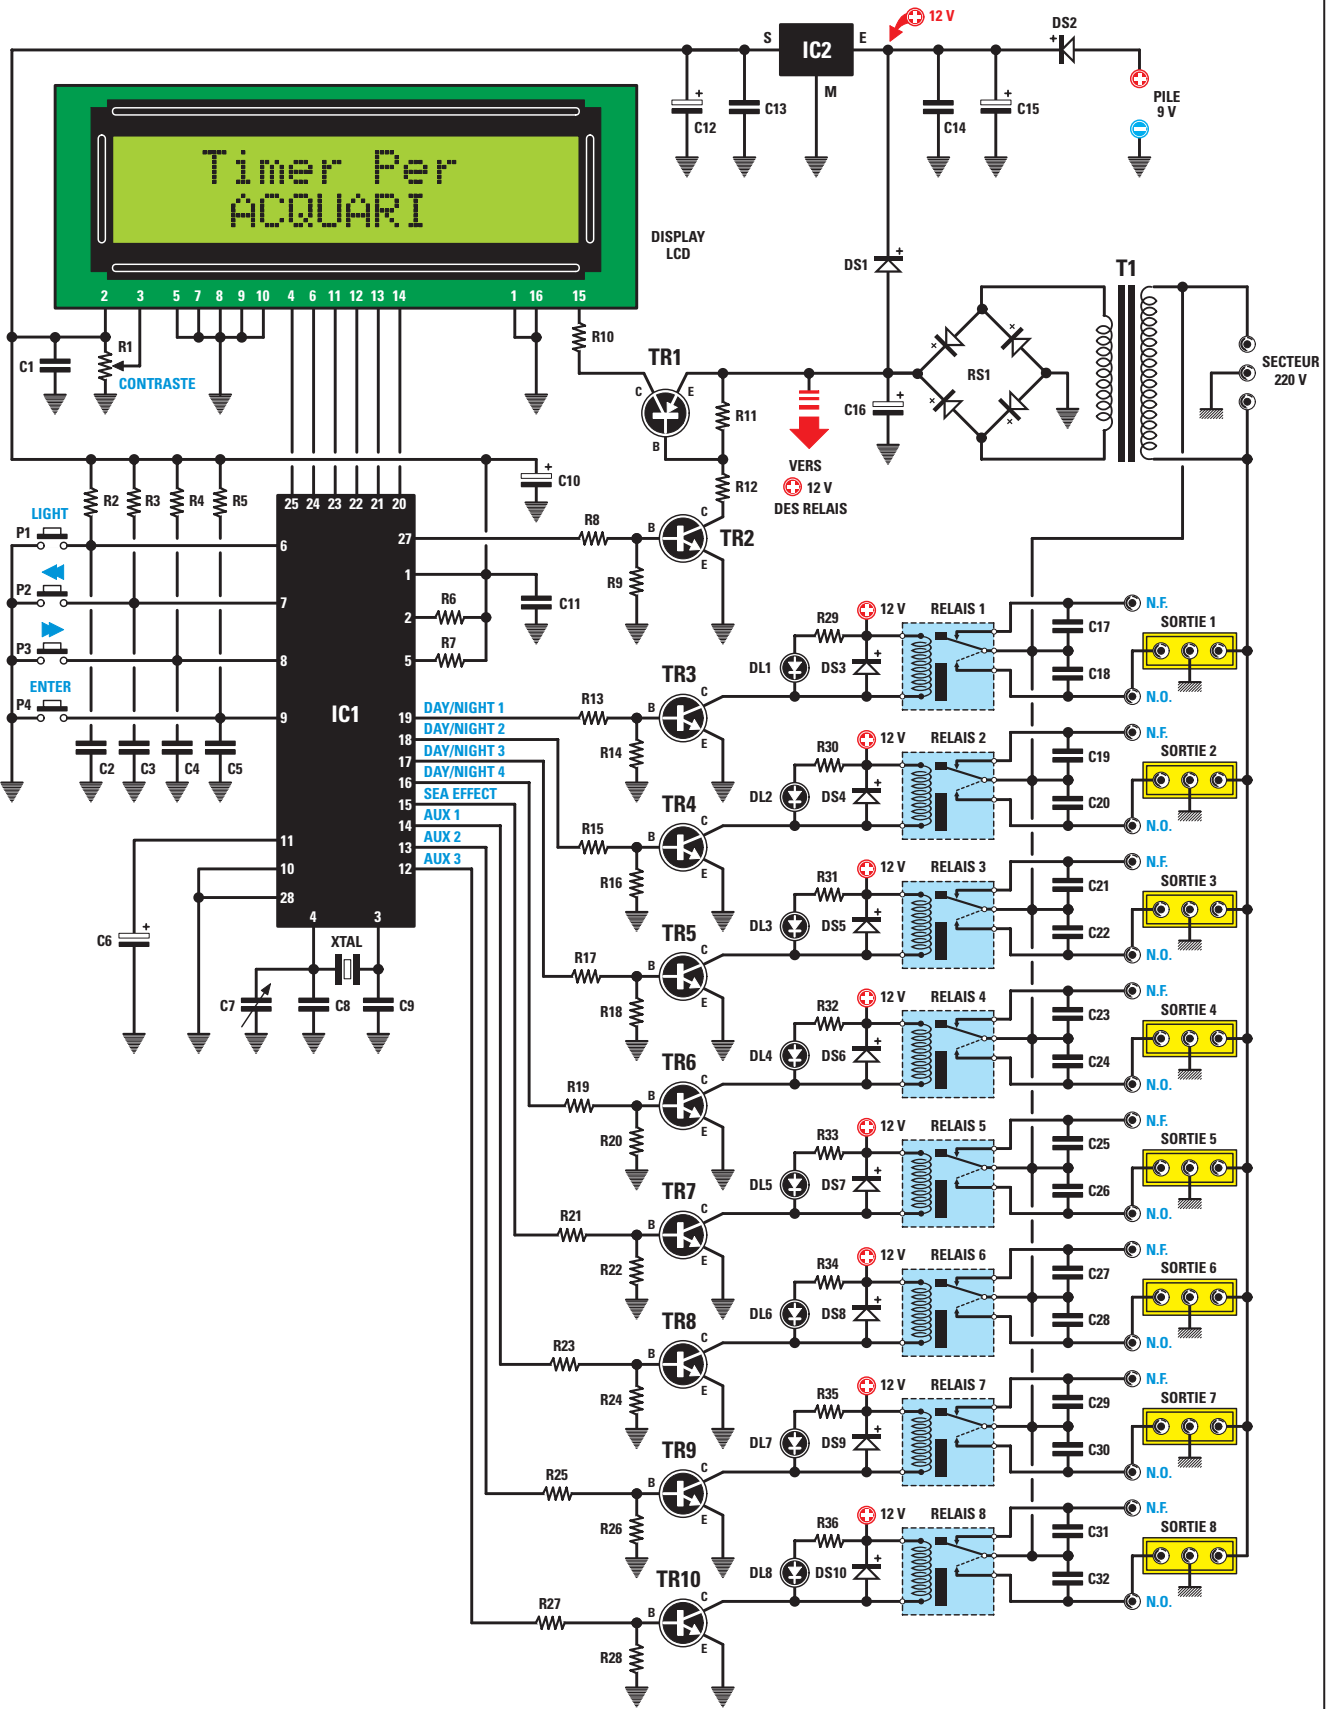 12 V
DS2
S
IC2
E
M
C12
C13
C14
C15
PILE
9 V
Timer Per
ACQUARI
DISPLAY
LCD
2 3 5 7 8 9 10 4 6 11 12 13 14 1 16 15
DS1
T1
C1
R1
CONTRASTE
R10
TR1
C
E
B
R11
C16
RS1
SECTEUR
220 V
VERS
12 V
DES RELAIS
R12
C10
R2
R3
R4
R5
LIGHT
P1
P2
P3
ENTER
P4
25 24 23 22 21 20
6
7
8
9
27
1
2
5
R6
R7
C11
R8
R9
B
C
E
TR2
IC1
C2
C3
C4
C5
19
DAY/NIGHT 1
18
DAY/NIGHT 2
17
DAY/NIGHT 3
16
DAY/NIGHT 4
15
SEA EFFECT
14
AUX 1
13
AUX 2
12
AUX 3
11
10
28
4
3
C6
XTAL
C7
C8
C9
R13
R14
TR3
B
C
E
DL1
R29
DS3
12 V
RELAIS 1
C17
C18
N.F.
SORTIE 1
N.O.
R15
R16
TR4
B
C
E
DL2
R30
DS4
12 V
RELAIS 2
C19
C20
N.F.
SORTIE 2
N.O.
R17
R18
TR5
B
C
E
DL3
R31
DS5
12 V
RELAIS 3
C21
C22
N.F.
SORTIE 3
N.O.
R19
R20
TR6
B
C
E
DL4
R32
DS6
12 V
RELAIS 4
C23
C24
N.F.
SORTIE 4
N.O.
R21
R22
TR7
B
C
E
DL5
R33
DS7
12 V
RELAIS 5
C25
C26
N.F.
SORTIE 5
N.O.
R23
R24
TR8
B
C
E
DL6
R34
DS8
12 V
RELAIS 6
C27
C28
N.F.
SORTIE 6
N.O.
R25
R26
TR9
B
C
E
DL7
R35
DS9
12 V
RELAIS 7
C29
C30
N.F.
SORTIE 7
N.O.
R27
R28
TR10
B
C
E
DL8
R36
DS10
12 V
RELAIS 8
C31
C32
N.F.
SORTIE 8
N.O.